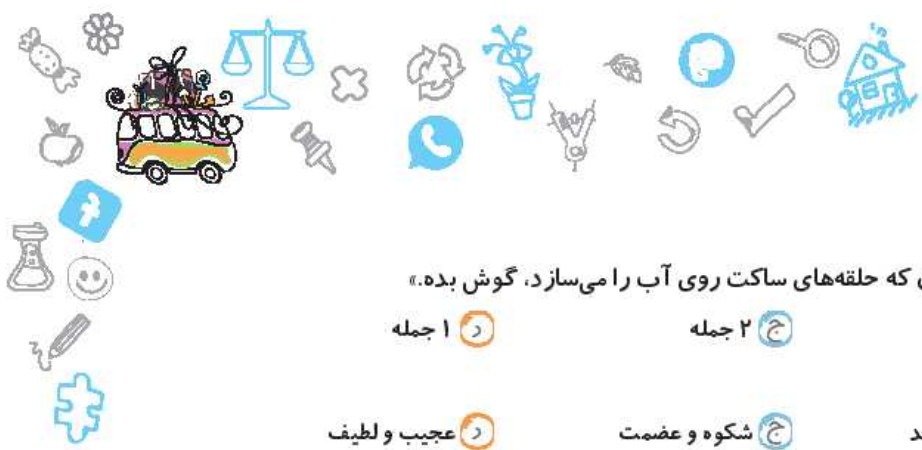 که حلقه‌های ساکت روی آب را می‌سازد، گوش بده.»
ج ۲ جمله
د ۱ جمله
ج شکوه و عضمت
د عجیب و لطیف